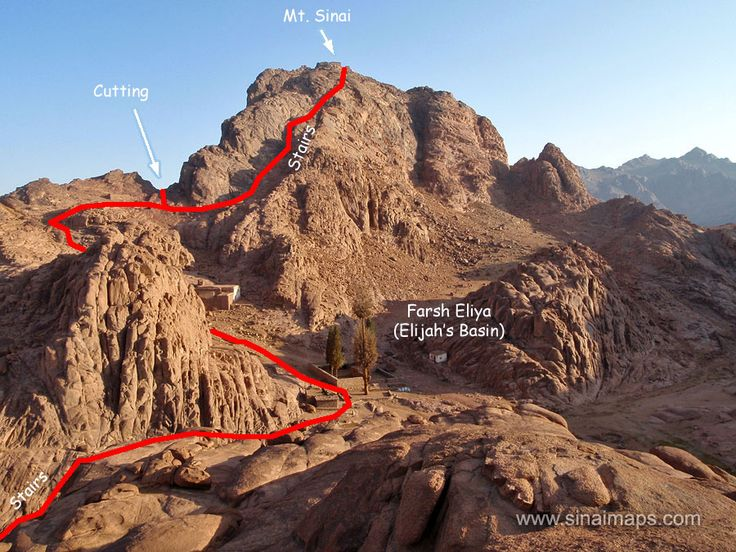 Mt. Sinai
Cutting
Stairs
Farsh Eliya
(Elijah's Basin)
Stairs
www.sinaimaps.com